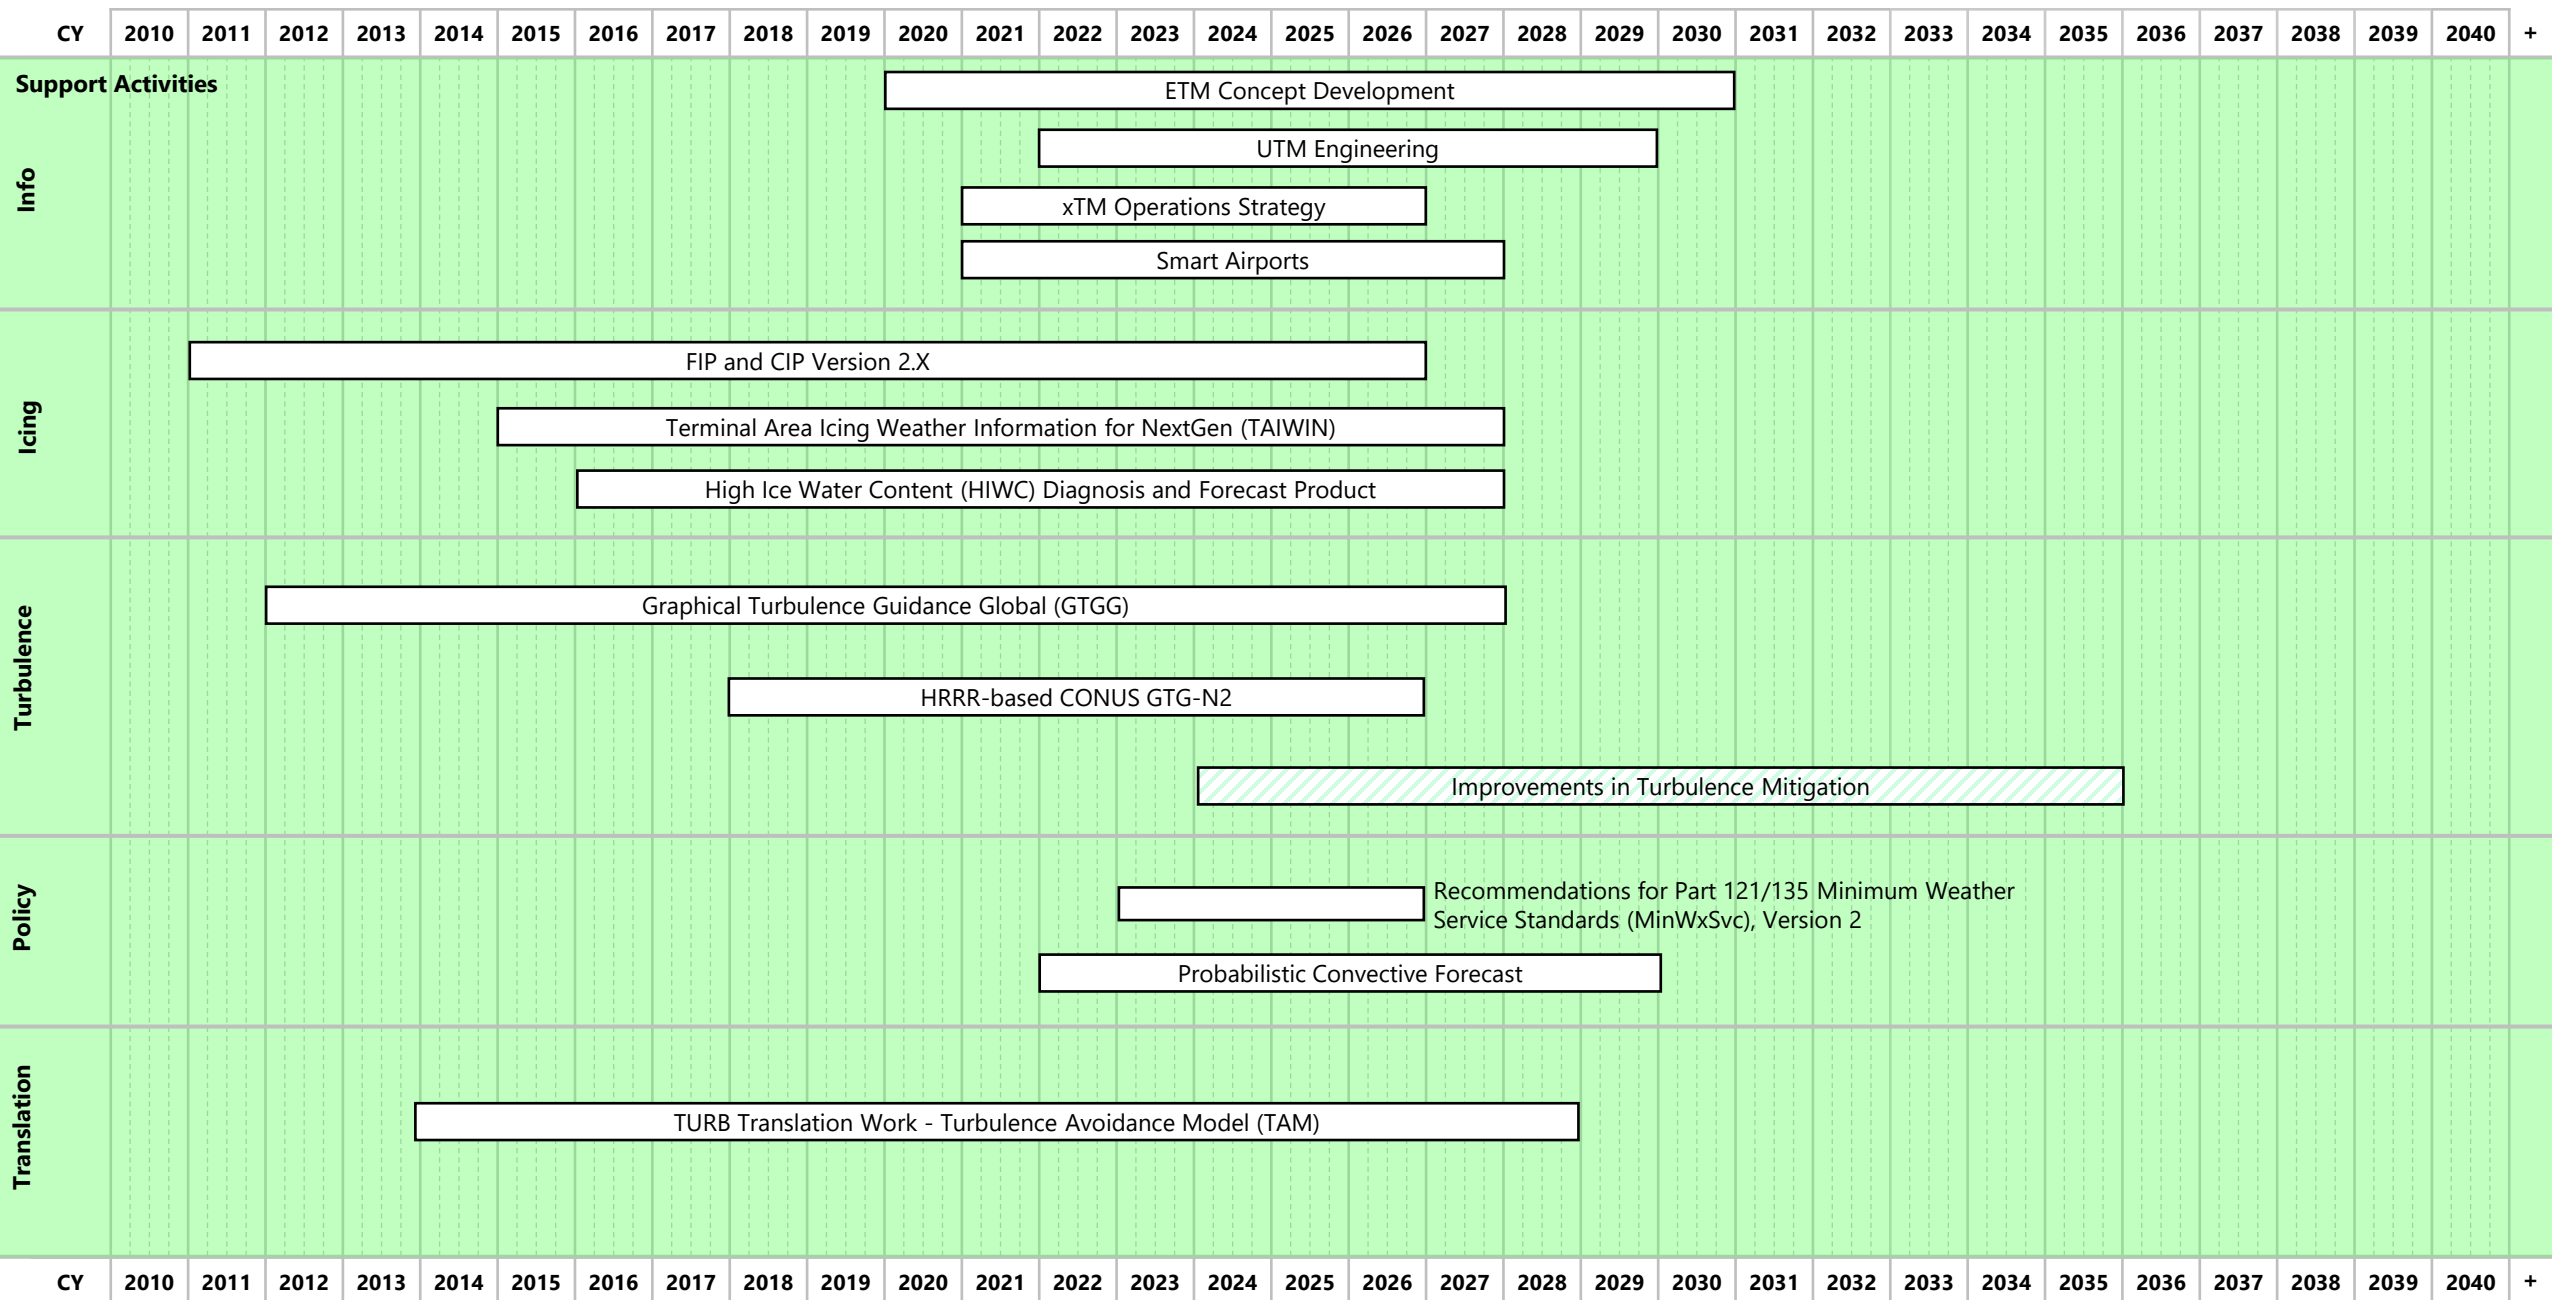 CY 2010 2011 2012 2013 2014 2015 2016 2017 2018 2019 2020 2021 2022 2023 2024 2025 2026 2027 2028 2029 2030 2031 2032 2033 2034 2035 2036 2037 2038 2039 2040 +
Support Activities
ETM Concept Development
UTM Engineering
Info
xTM Operations Strategy
Smart Airports
FIP and CIP Version 2.X
Icing
Terminal Area Icing Weather Information for NextGen (TAIWIN)
High Ice Water Content (HIWC) Diagnosis and Forecast Product
Graphical Turbulence Guidance Global (GTGG)
Turbulence
HRRR-based CONUS GTG-N2
Improvements in Turbulence Mitigation
Policy
Recommendations for Part 121/135 Minimum Weather
Service Standards (MinWxSvc), Version 2
Probabilistic Convective Forecast
Translation
TURB Translation Work - Turbulence Avoidance Model (TAM)
CY 2010 2011 2012 2013 2014 2015 2016 2017 2018 2019 2020 2021 2022 2023 2024 2025 2026 2027 2028 2029 2030 2031 2032 2033 2034 2035 2036 2037 2038 2039 2040 +